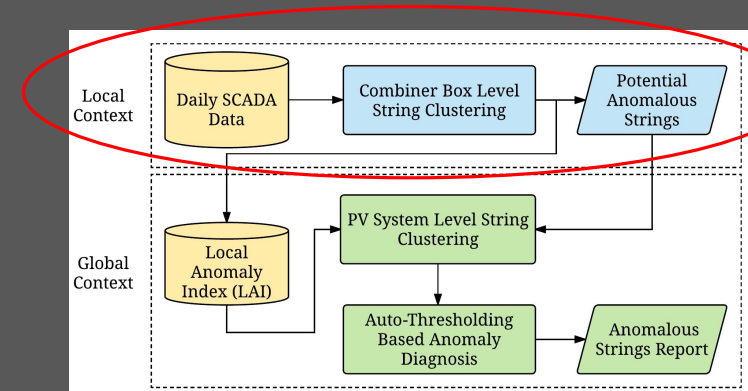 Local
Context
Daily SCADA
Data
Combiner Box Level
String Clustering
Potential
Anomalous
Strings
Global
Context
Local
Anomaly
Index (LAI)
PV System Level String
Clustering
Auto-Thresholding
Based Anomaly
Diagnosis
Anomalous
Strings Report